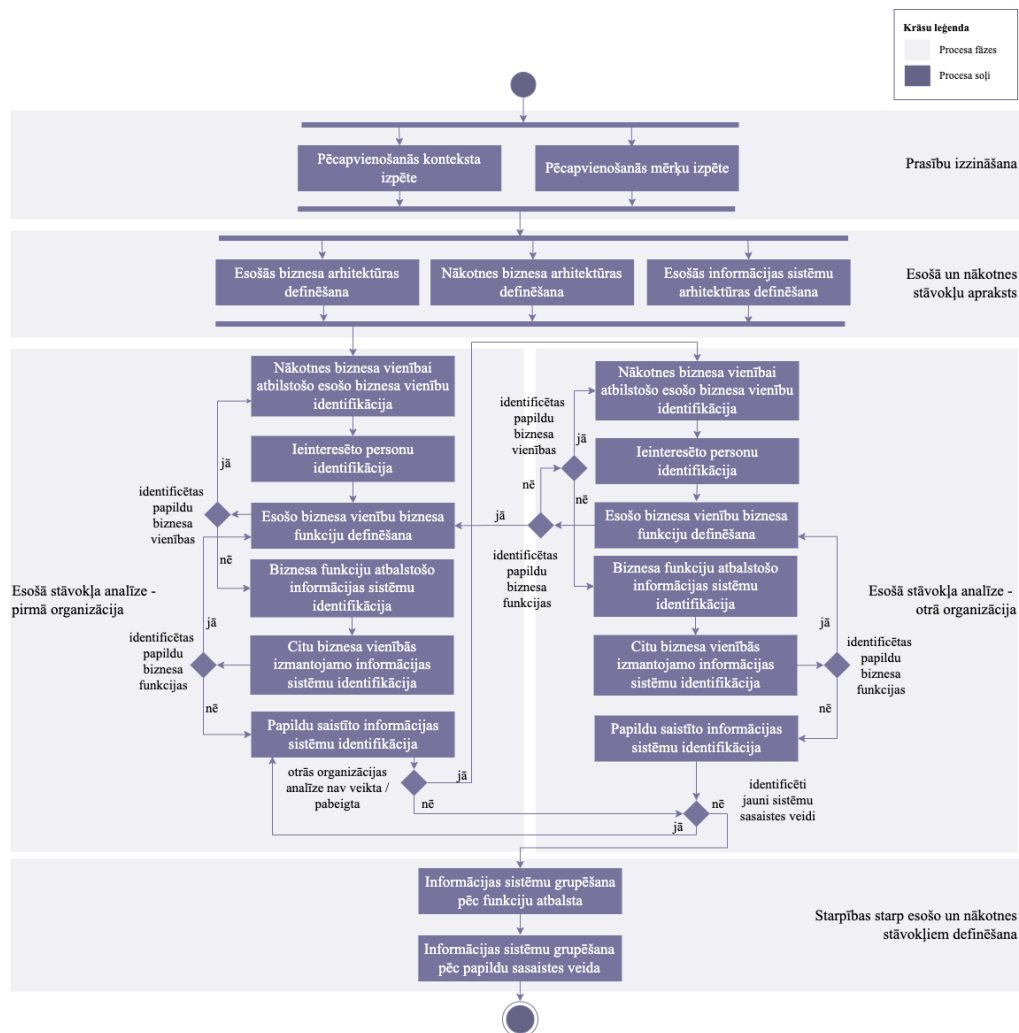 Krāsu leģenda
Procesa fāzes
Procesa soļi
Pēcapvienošanās konteksta
izpēte
Pēcapvienošanās mērķu izpēte
Prasību izzināšana
Esošās biznesa arhitektūras
definēšana
Nākotnes biznesa arhitektūras
definēšana
Esošās informācijas sistēmu
arhitektūras definēšana
Esošā un nākotnes
stāvokļu apraksts
Nākotnes biznesa vienībai
atbilstošo esošo biznesa vienību
identifikācija
Ieinteresēto personu
identifikācija
Esošo biznesa vienību biznesa
funkciju definēšana
Biznesa funkciju atbalstošo
informācijas sistēmu
identifikācija
Citu biznesa vienībās
izmantojamo informācijas
sistēmu identifikācija
Papildu saistīto informācijas
sistēmu identifikācija
jā
identificētas
papildu
biznesa
vienības
nē
Esošā stāvokļa analīze -
pirmā organizācija
jā
identificētas
papildu
biznesa
funkcijas
nē
otrās organizācijas
analīze nav veikta /
pabeigta
jā
nē
Nākotnes biznesa vienībai
atbilstošo esošo biznesa vienību
identifikācija
Ieinteresēto personu
identifikācija
Esošo biznesa vienību biznesa
funkciju definēšana
Biznesa funkciju atbalstošo
informācijas sistēmu
identifikācija
Citu biznesa vienībās
izmantojamo informācijas
sistēmu identifikācija
Papildu saistīto informācijas
sistēmu identifikācija
identificētas
papildu
biznesa
vienības
jā
nē
nē
jā
identificētas
papildu
biznesa
funkcijas
Esošā stāvokļa analīze -
otrā organizācija
jā
identificētas
papildu
biznesa
funkcijas
nē
identificēti
jauni sistēmu
sasaistes veidi
nē
jā
Informācijas sistēmu grupēšana
pēc funkciju atbalsta
Informācijas sistēmu grupēšana
pēc papildu sasaistes veida
Starpības starp esošo un nākotnes
stāvokļiem definēšana